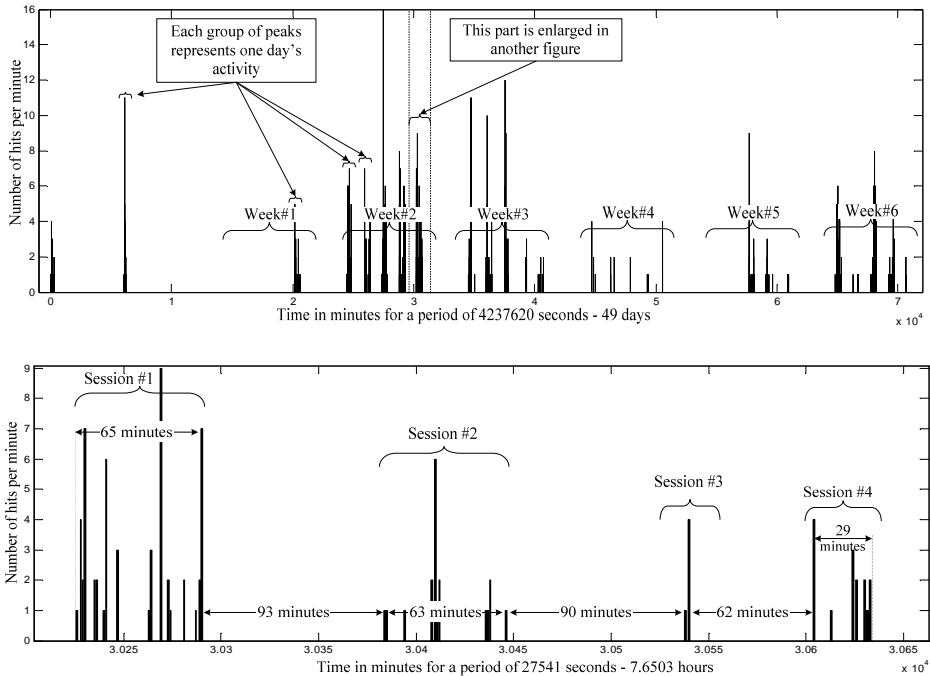 16
14
12
10
8
6
4
2
0
Number of hits per minute
Each group of peaks
represents one day's
activity
This part is enlarged in
another figure
Week#1
Week#2
Week#3
Week#4
Week#5
Week#6
0
1
2
3
4
5
6
7
x 10⁴
Time in minutes for a period of 4237620 seconds - 49 days
9
8
7
6
5
4
3
2
1
0
Number of hits per minute
Session #1
65 minutes
Session #2
Session #3
Session #4
29
minutes
93 minutes
63 minutes
90 minutes
62 minutes
3.025
3.03
3.035
3.04
3.045
3.05
3.055
3.06
3.065
x 10⁴
Time in minutes for a period of 27541 seconds - 7.6503 hours